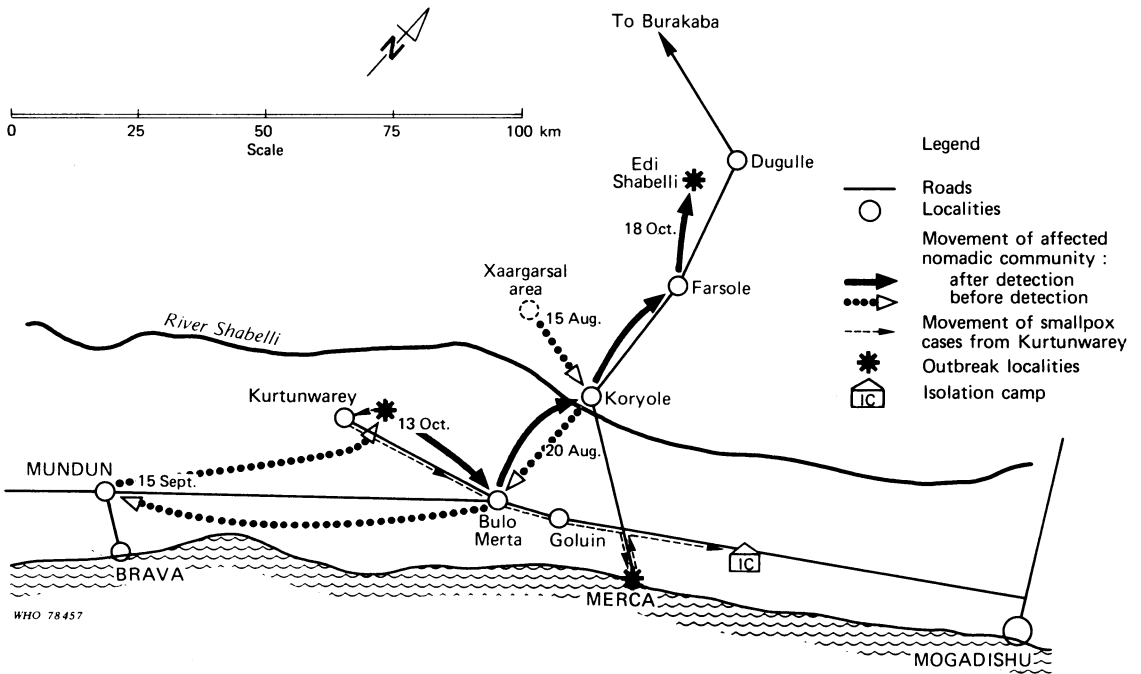 To Burakaba
N
0 25 50 75 100 km
Scale
Dugulle
Edi
Shabelli
18 Oct.
Farsole
Xaargarsal
area
15 Aug.
River Shabelli
Koryole
Kurtunwarey
13 Oct.
20 Aug.
MUNDUN
15 Sept.
Bulo
Merta
Goluin
IC
BRAVA
MERCA
MOGADISHU
WHO 78457
Legend
Roads
Localities
Movement of affected
nomadic community :
after detection
before detection
Movement of smallpox
cases from Kurtunwarey
Outbreak localities
IC
Isolation camp